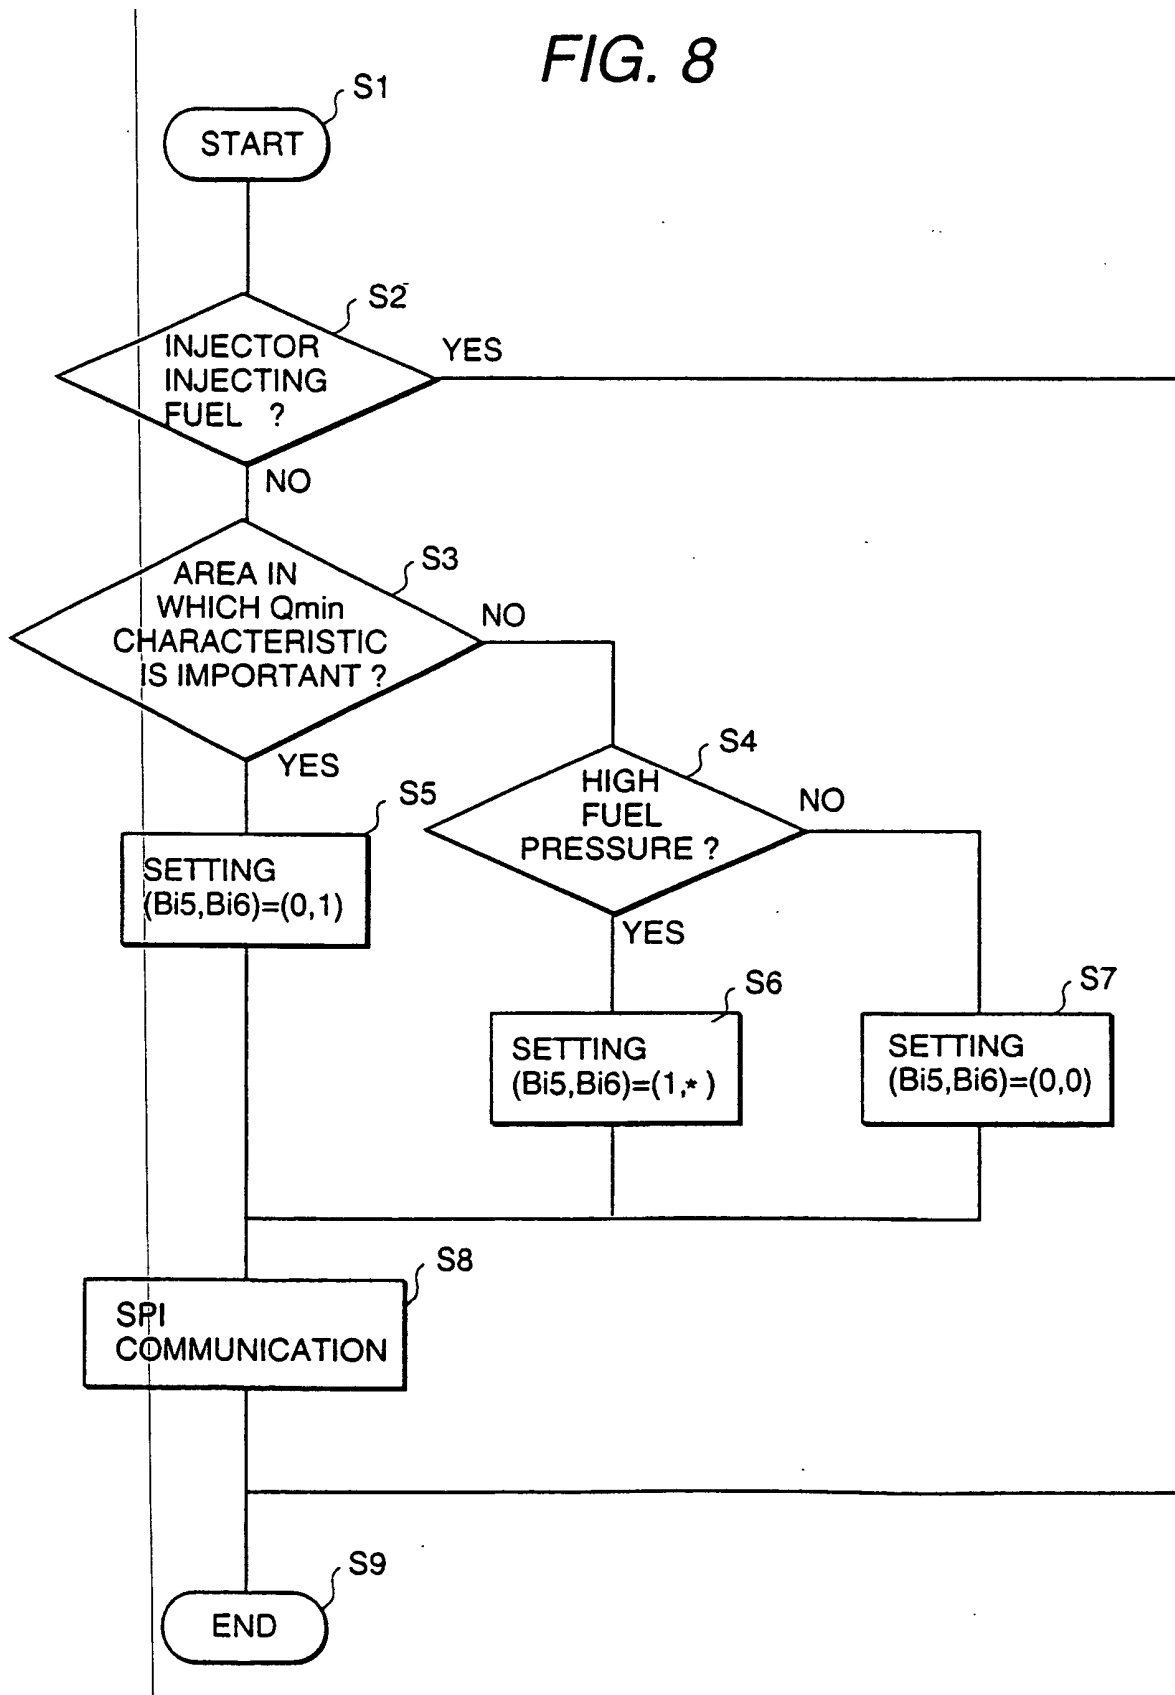 FIG. 8
S1
START
S2
INJECTOR
INJECTING
FUEL ?
YES
NO
S3
AREA IN
WHICH Qmin
CHARACTERISTIC
IS IMPORTANT ?
NO
YES
S4
HIGH
FUEL
PRESSURE ?
NO
YES
S5
SETTING
(Bi5,Bi6)=(0,1)
S6
SETTING
(Bi5,Bi6)=(1,*)
S7
SETTING
(Bi5,Bi6)=(0,0)
S8
SPI
COMMUNICATION
S9
END